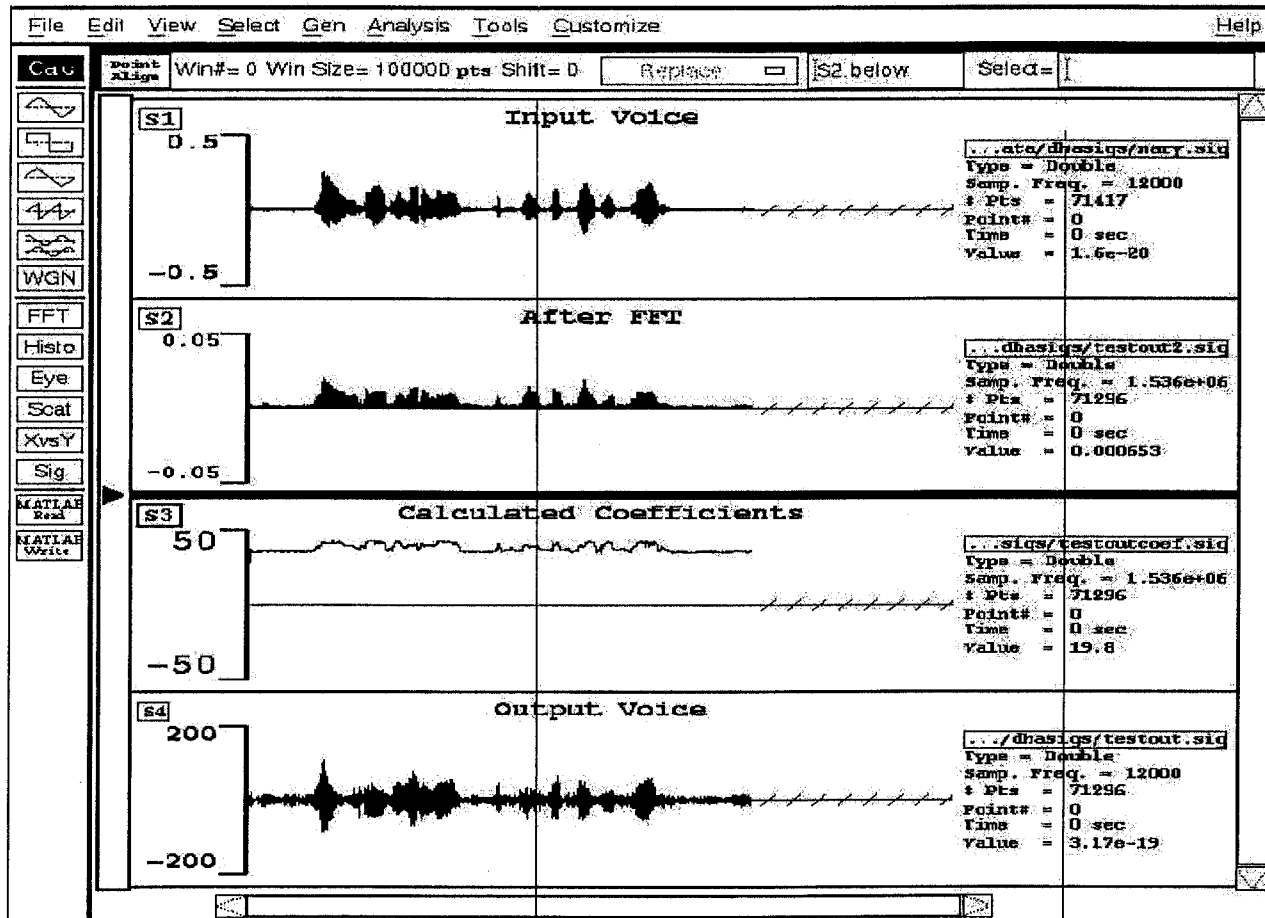 File Edit View Select Gen Analysis Tools Customize Help
Point Align Win#= 0 Win Size= 100000 pts Shift= 0 Replace S2 below Select=
WGN
FFT
Histo
Eye
Scat
XvsY
Sig
MATLAB Read
MATLAB Write
S1 Input Voice
0.5
-0.5
Type = Double
Samp. Freq. = 12000
# Pts = 71417
Point# = 0
Time = 0 sec
Value = 1.6e-20
S2 After FFT
0.05
-0.05
...dhasigs/testout2.sig
Type = Double
Samp. Freq. = 1.536e+06
# Pts = 71296
Point# = 0
Time = 0 sec
Value = 0.000653
S3 Calculated Coefficients
50
-50
...sigs/testoutcoef.sig
Type = Double
Samp. Freq. = 1.536e+06
# Pts = 71296
Point# = 0
Time = 0 sec
Value = 19.8
S4 Output Voice
200
-200
.../dhasigs/testout.sig
Type = Double
Samp. Freq. = 12000
# Pts = 71296
Point# = 0
Time = 0 sec
Value = 3.17e-19